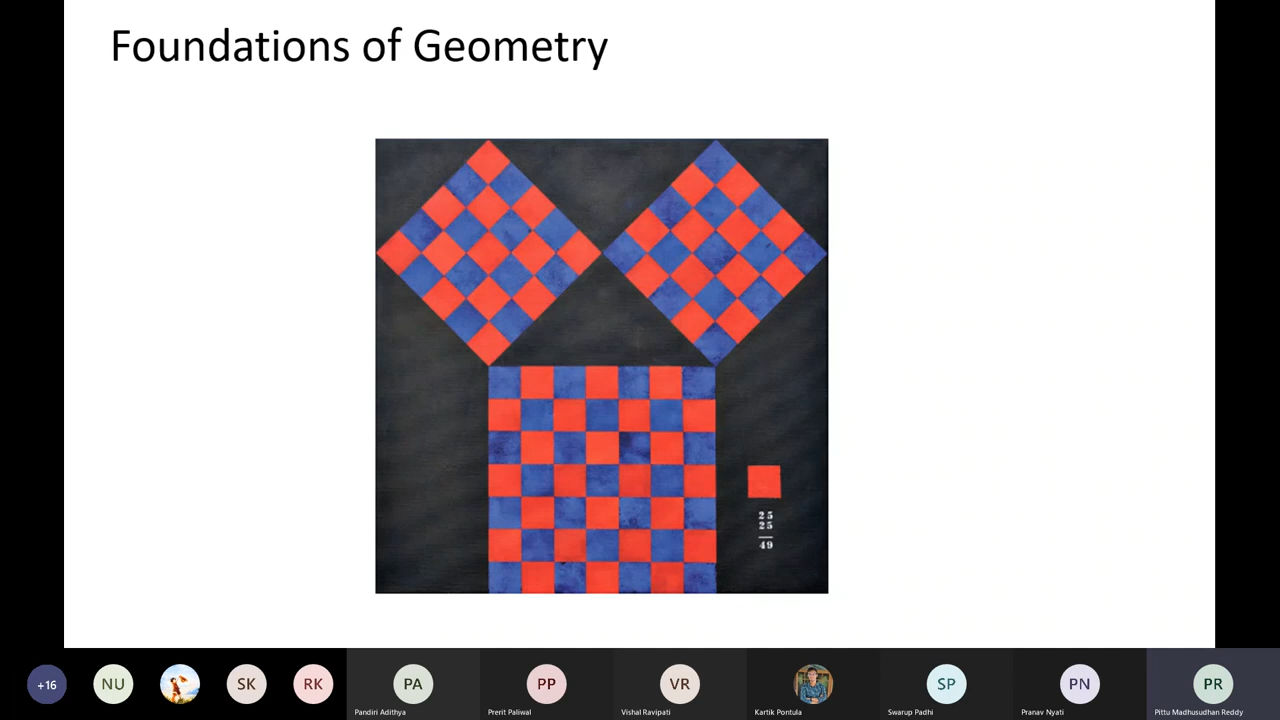 Foundations of Geometry
25
25
49
+16
NU
SK
RK
PA
PP
VR
SP
PN
PR
Pandiri Adithya
Prerit Paliwal
Vishal Ravipati
Kartik Pontula
Swarup Padhi
Pranav Nyati
Pittu Madhusudhan Reddy